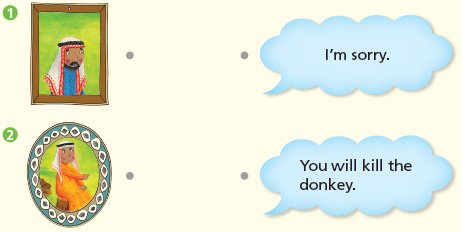 1
I'm sorry.
2
You will kill the
donkey.